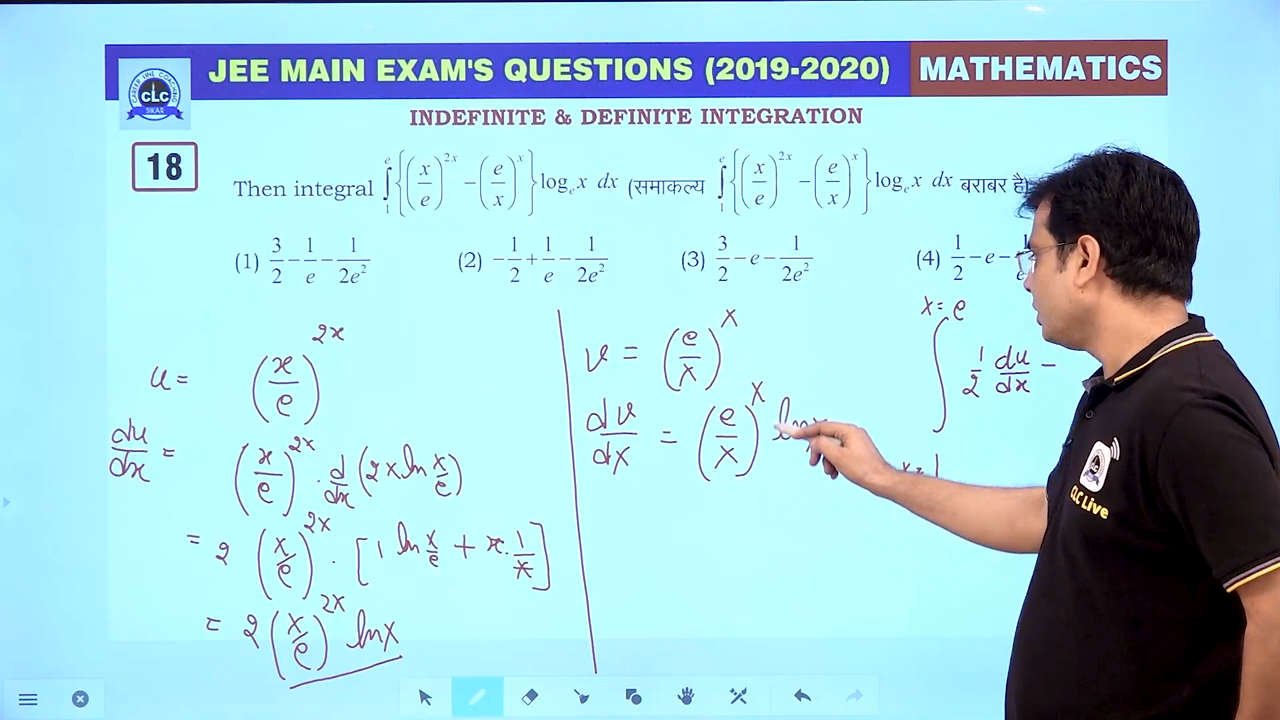 JEE MAIN EXAM'S QUESTIONS (2019-2020) MATHEMATICS
CLC
SIKAR
INDEFINITE & DEFINITE INTEGRATION
18
Then integral ∫₁ᵉ {(x/e)^{2x} − (e/x)^x} logₑ x dx (समाकल्य ∫₁ᵉ {(x/e)^{2x} − (e/x)^x} logₑ x dx बराबर है)
(1) 3/2 − 1/e − 1/2e² (2) −1/2 + 1/e − 1/2e² (3) 3/2 − e − 1/2e² (4) 1/2 − e −
u = (x/e)^{2x}
du/dx = (x/e)^{2x} · d/dx (2x ln x/e)
= 2 (x/e)^{2x} · [1 ln x/e + x · 1/x]
= 2 (x/e)^{2x} ln x
v = (e/x)^x
dv/dx = (e/x)^x ln
x = e
∫ 1/2 du/dx −
CLC Live